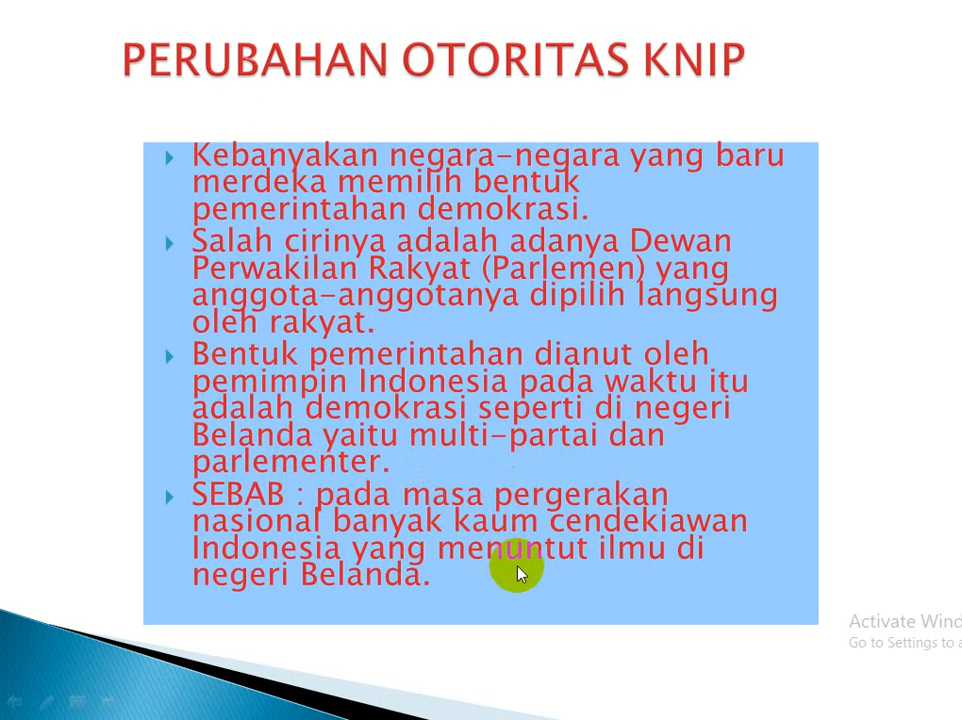 PERUBAHAN OTORITAS KNIP
Kebanyakan negara-negara yang baru
merdeka memilih bentuk
pemerintahan demokrasi.
Salah cirinya adalah adanya Dewan
Perwakilan Rakyat (Parlemen) yang
anggota-anggotanya dipilih langsung
oleh rakyat.
Bentuk pemerintahan dianut oleh
pemimpin Indonesia pada waktu itu
adalah demokrasi seperti di negeri
Belanda yaitu multi-partai dan
parlementer.
SEBAB : pada masa pergerakan
nasional banyak kaum cendekiawan
Indonesia yang menuntut ilmu di
negeri Belanda.
Activate Wind
Go to Settings to a